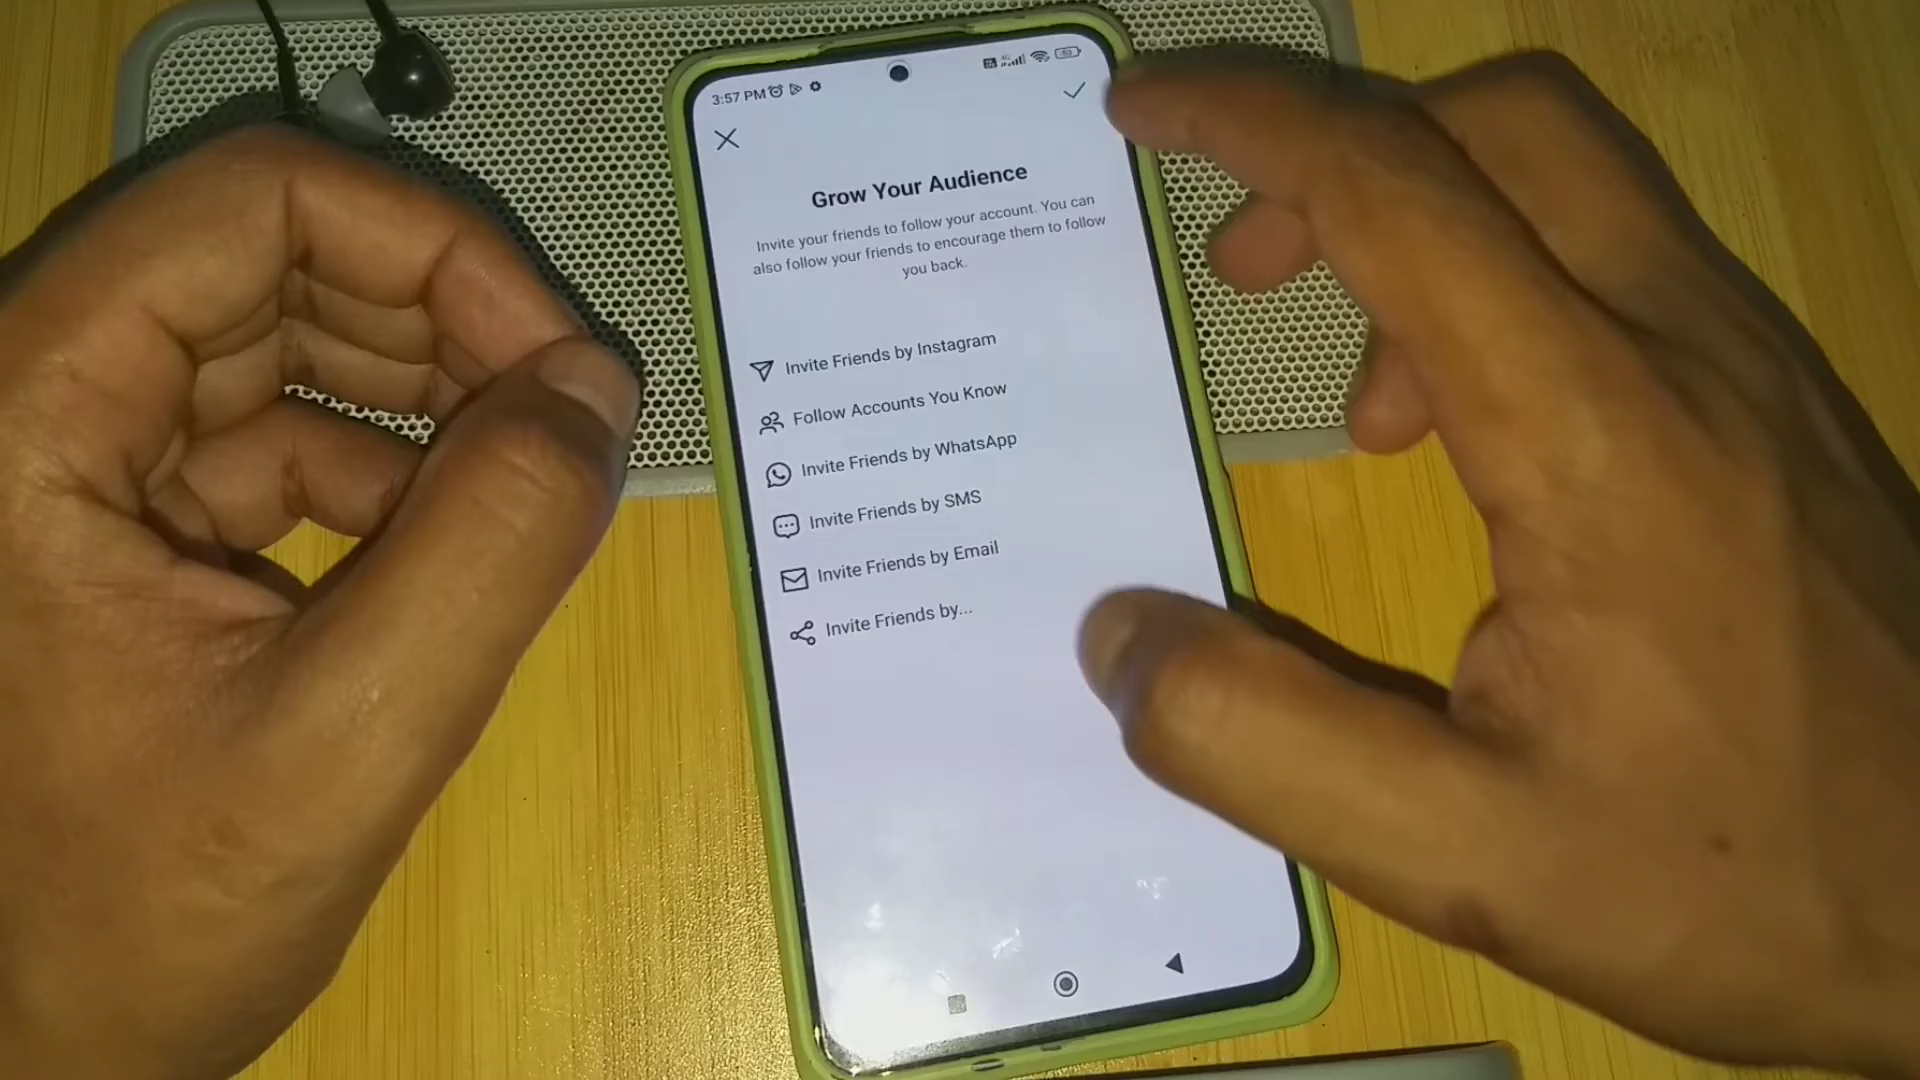 3:57 PM
Grow Your Audience
Invite your friends to follow your account. You can
also follow your friends to encourage them to follow
you back.
Invite Friends by Instagram
Follow Accounts You Know
Invite Friends by WhatsApp
Invite Friends by SMS
Invite Friends by Email
Invite Friends by...